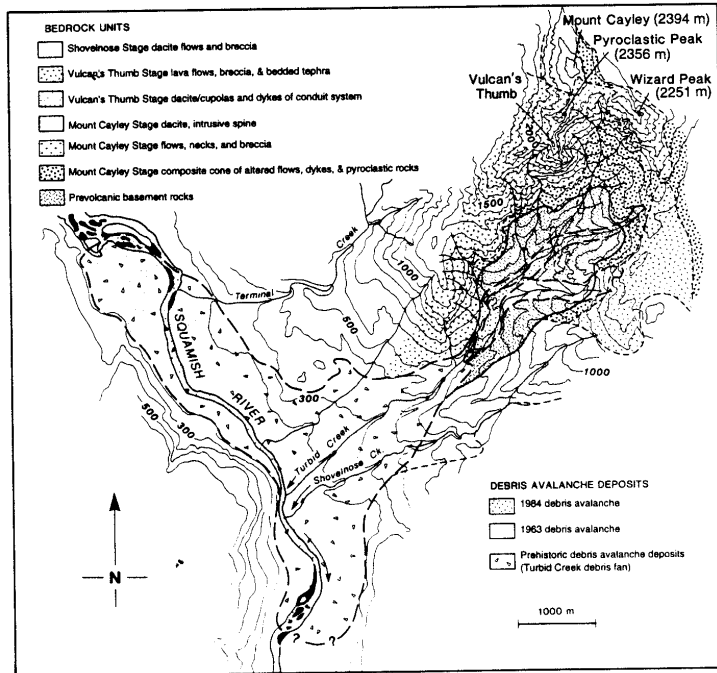 BEDROCK UNITS
Shovelnose Stage dacite flows and breccia
Vulcan's Thumb Stage lava flows, breccia, & bedded tephra
Vulcan's Thumb Stage dacite/cupolas and dykes of conduit system
Mount Cayley Stage dacite, intrusive spine
Mount Cayley Stage flows, necks, and breccia
Mount Cayley Stage composite cone of altered flows, dykes, & pyroclastic rocks
Prevolcanic basement rocks
Mount Cayley (2394 m)
Pyroclastic Peak
(2356 m)
Vulcan's
Thumb
Wizard Peak
(2251 m)
1500
Creek
1000
Terminal
500
SQUAMISH
RIVER
300
1000
500
300
Turbid Creek
Shovelnose Ck.
DEBRIS AVALANCHE DEPOSITS
1984 debris avalanche
1963 debris avalanche
Prehistoric debris avalanche deposits
(Turbid Creek debris fan)
N
1000 m
? ?